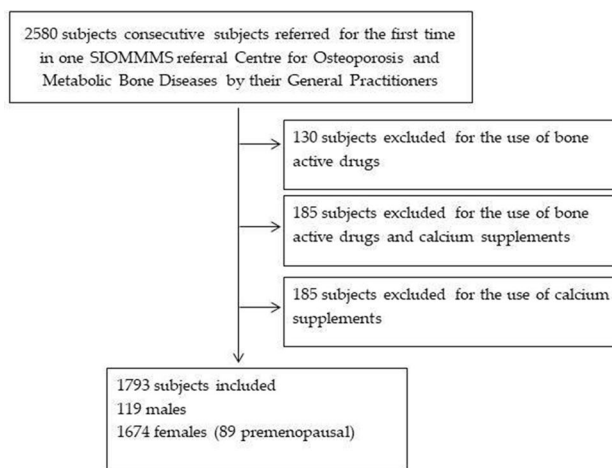 2580 subjects consecutive subjects referred for the first time
in one SIOMMMS referral Centre for Osteoporosis and
Metabolic Bone Diseases by their General Practitioners
130 subjects excluded for the use of bone
active drugs
185 subjects excluded for the use of bone
active drugs and calcium supplements
185 subjects excluded for the use of calcium
supplements
1793 subjects included
119 males
1674 females (89 premenopausal)